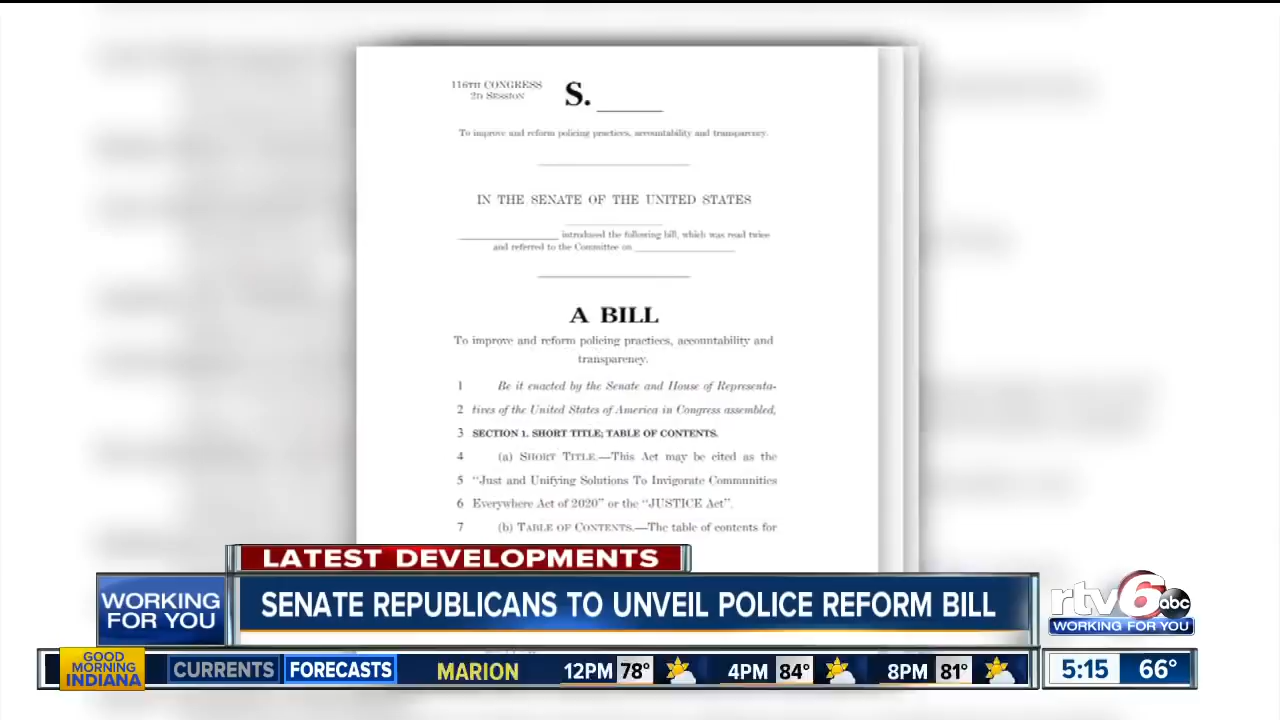 116TH CONGRESS
2D SESSION
S.
To improve and reform policing practices, accountability and transparency.
IN THE SENATE OF THE UNITED STATES
introduced the following bill, which was read twice
and referred to the Committee on
A BILL
To improve and reform policing practices, accountability and
transparency.
1 Be it enacted by the Senate and House of Representa-
2 tives of the United States of America in Congress assembled,
3 SECTION 1. SHORT TITLE; TABLE OF CONTENTS.
4 (a) SHORT TITLE.—This Act may be cited as the
5 “Just and Unifying Solutions To Invigorate Communities
6 Everywhere Act of 2020” or the “JUSTICE Act”.
7 (b) TABLE OF CONTENTS.—The table of contents for
LATEST DEVELOPMENTS
WORKING
FOR YOU
SENATE REPUBLICANS TO UNVEIL POLICE REFORM BILL
rtv6 abc
WORKING FOR YOU
GOOD
MORNING
INDIANA
CURRENTS FORECASTS MARION 12PM 78° 4PM 84° 8PM 81° 5:15 66°